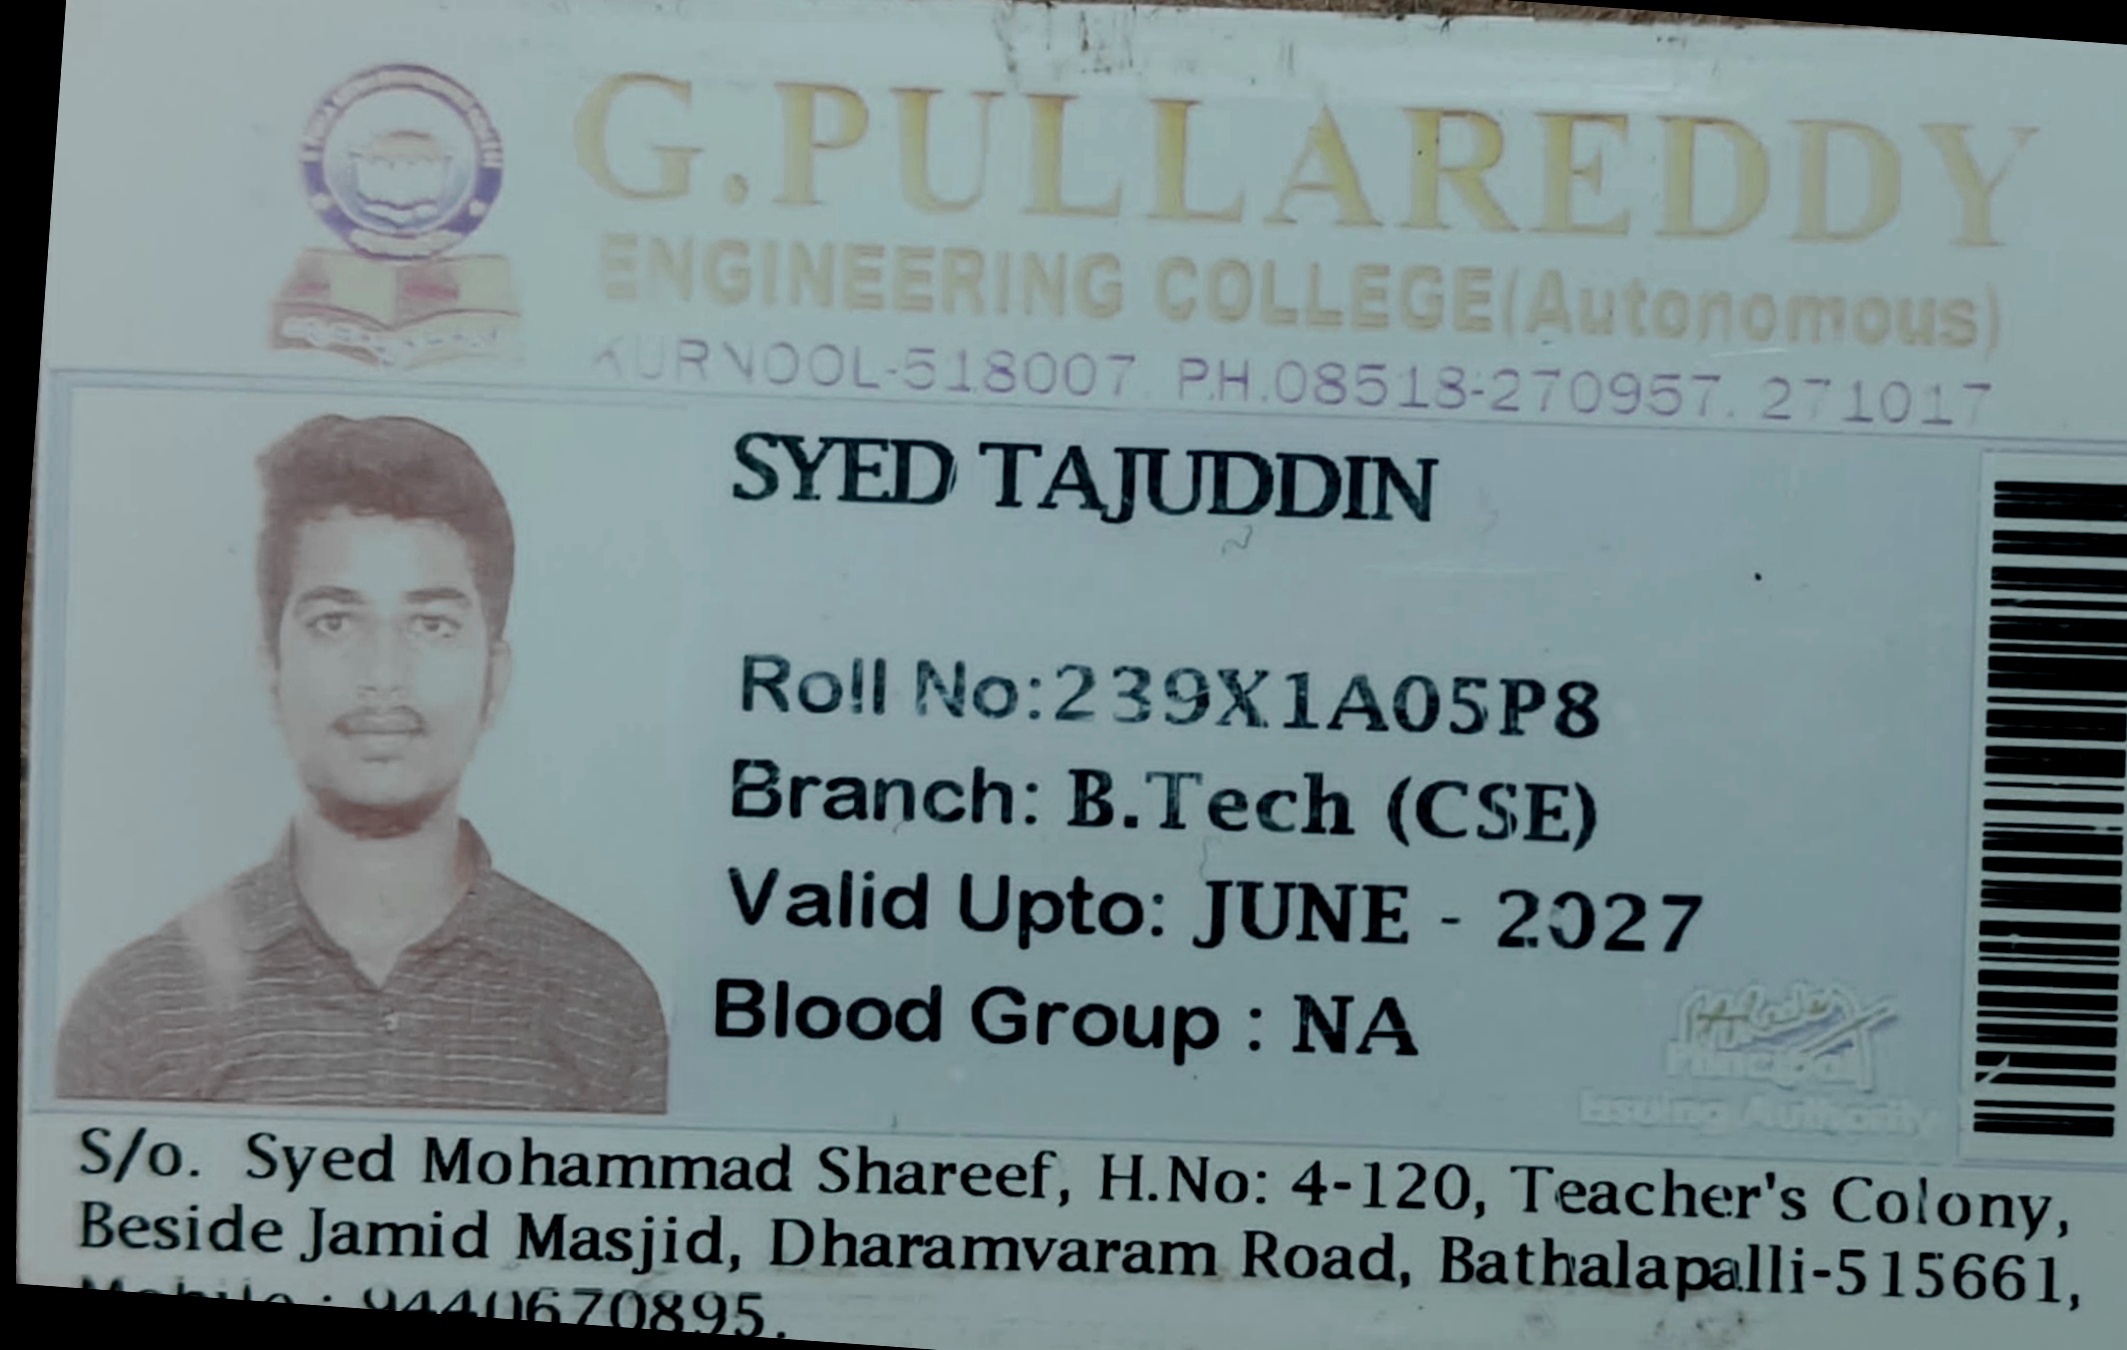 G.PULLAREDDY
ENGINEERING COLLEGE(Autonomous)
KURNOOL-518007. PH.08518-270957. 271017
SYED TAJUDDIN
Roll No:239X1A05P8
Branch: B.Tech (CSE)
Valid Upto: JUNE - 2027
Blood Group : NA
Principal
Issuing Authority
S/o. Syed Mohammad Shareef, H.No: 4-120, Teacher's Colony,
Beside Jamid Masjid, Dharamvaram Road, Bathalapalli-515661,
Mobile : 9440670895.